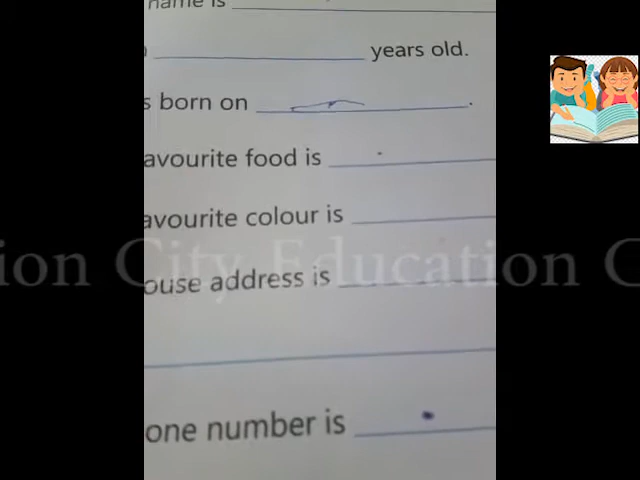 name is
years old.
s born on .
avourite food is
avourite colour is
ion City Education C
ouse address is
one number is